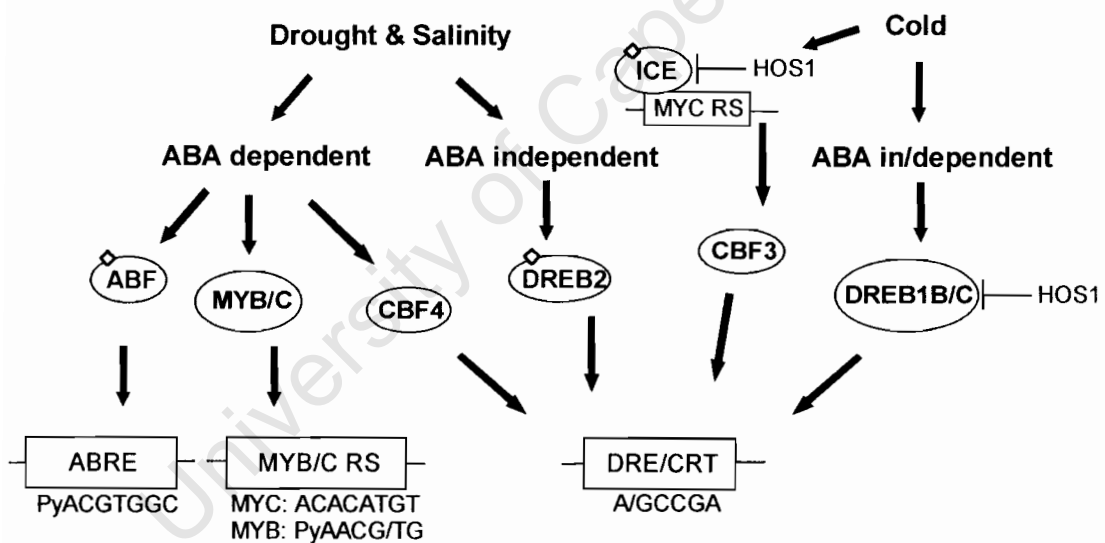 Drought & Salinity
Cold
ICE
HOS1
MYC RS
ABA dependent
ABA independent
ABA in/dependent
ABF
MYB/C
CBF4
DREB2
CBF3
DREB1B/C
HOS1
ABRE
PyACGTGGC
MYB/C RS
MYC: ACACATGT
MYB: PyAACG/TG
DRE/CRT
A/GCCGA
University of Cape